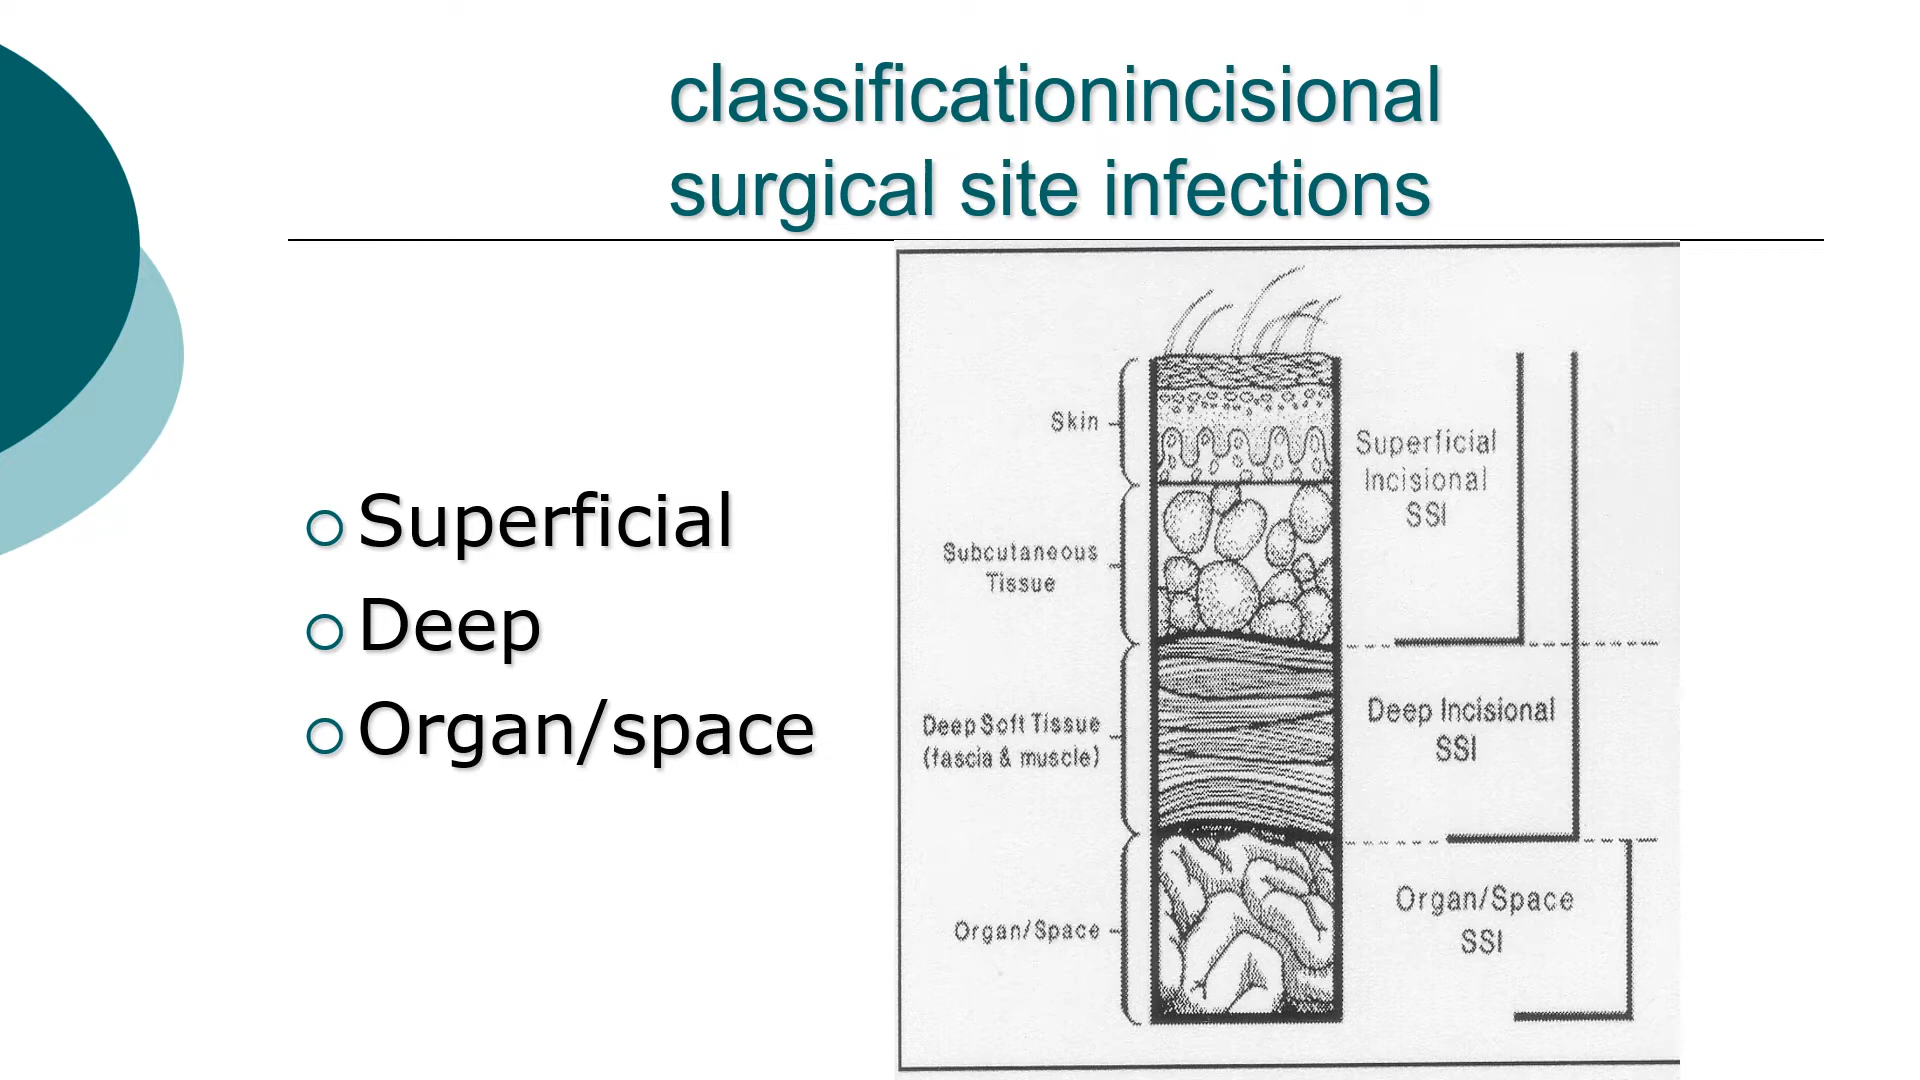 classificationincisional
surgical site infections
Superficial
Deep
Organ/space
Skin
Subcutaneous
Tissue
Deep Soft Tissue
(fascia & muscle)
Organ/Space
Superficial
Incisional
SSI
Deep Incisional
SSI
Organ/Space
SSI